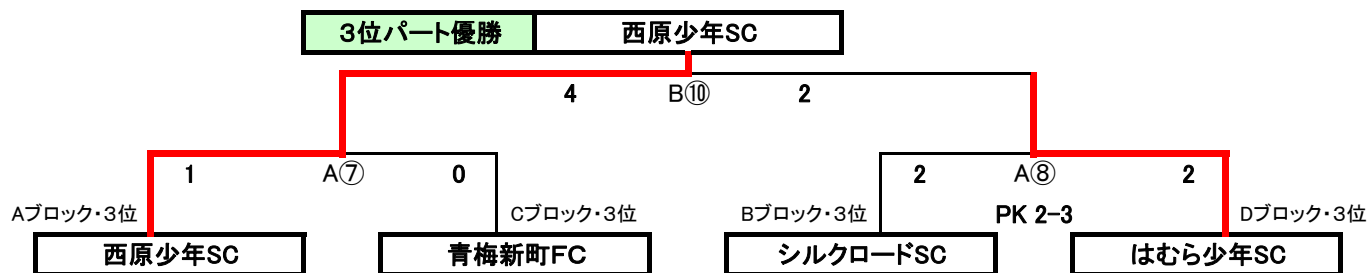 ３位パート優勝 西原少年SC
4 B⑩ 2
1 A⑦ 0 2 A⑧ 2
Aブロック・３位 Cブロック・３位 Bブロック・３位 PK 2-3 Dブロック・３位
西原少年SC 青梅新町FC シルクロードSC はむら少年SC